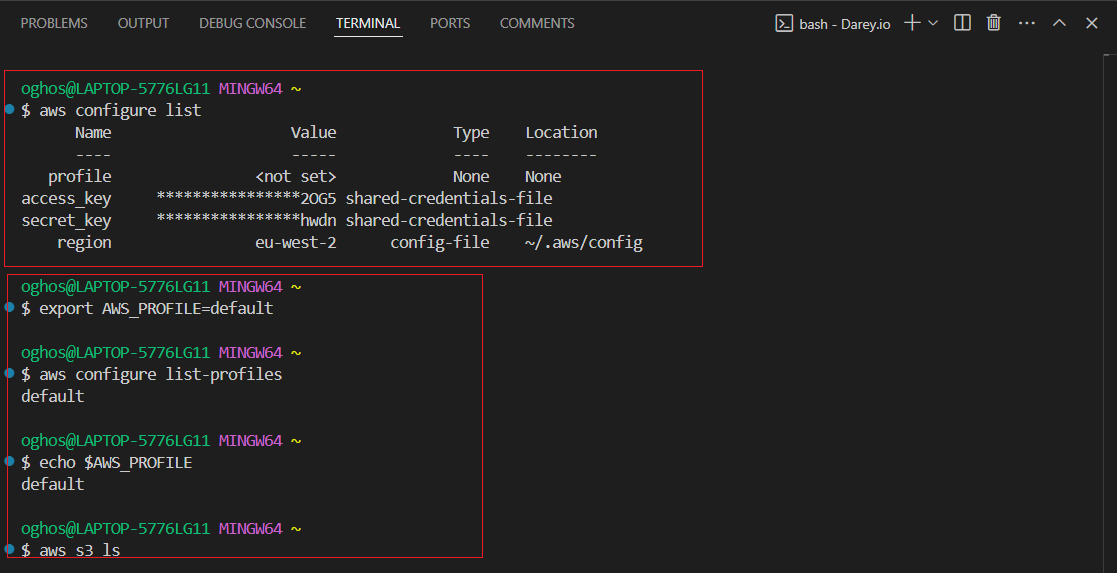 PROBLEMS OUTPUT DEBUG CONSOLE TERMINAL PORTS COMMENTS bash - Darey.io
oghos@LAPTOP-5776LG11 MINGW64 ~
$ aws configure list
      Name                    Value             Type    Location
      ----                    -----             ----    --------
   profile                <not set>             None    None
access_key     ****************2OG5 shared-credentials-file
secret_key     ****************hwdn shared-credentials-file
    region                eu-west-2      config-file    ~/.aws/config
oghos@LAPTOP-5776LG11 MINGW64 ~
$ export AWS_PROFILE=default
oghos@LAPTOP-5776LG11 MINGW64 ~
$ aws configure list-profiles
default
oghos@LAPTOP-5776LG11 MINGW64 ~
$ echo $AWS_PROFILE
default
oghos@LAPTOP-5776LG11 MINGW64 ~
$ aws s3 ls